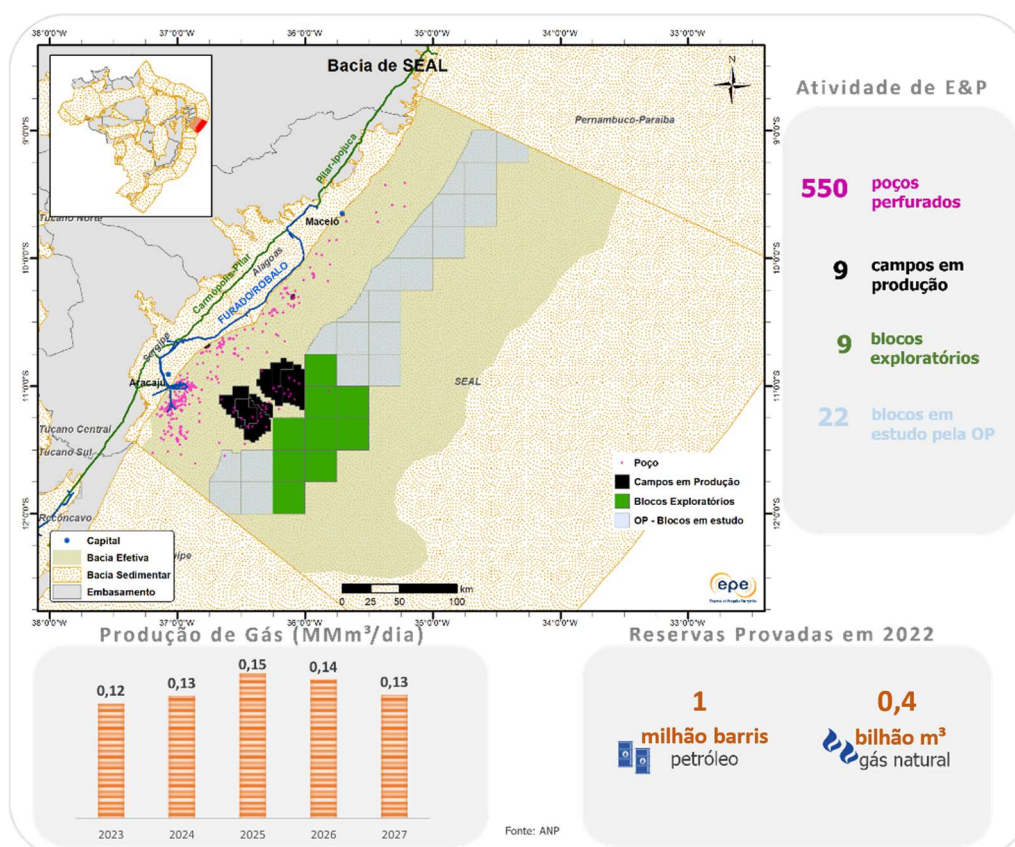 38°0'0"O 37°0'0"O 36°0'0"O 35°0'0"O 34°0'0"O 33°0'0"O
Bacia de SEAL
N
Pernambuco-Paraíba
9°0'0"S
9°0'0"S
Pilar-Ipojuca
Tucano Norte
Maceió
10°0'0"S
10°0'0"S
Carmópolis-Pilar
Alagoas
FURADO/ROBALO
Sergipe
Aracaju
SEAL
11°0'0"S
11°0'0"S
Tucano Central
Tucano Sul
Recôncavo
12°0'0"S
12°0'0"S
Poço
Campos em Produção
Blocos Exploratórios
OP - Blocos em estudo
Capital
Bacia Efetiva
Bacia Sedimentar
Embasamento
km
0 25 50 100
epe
Empresa de Pesquisa Energética
38°0'0"O 37°0'0"O 36°0'0"O 35°0'0"O 34°0'0"O 33°0'0"O
Atividade de E&P
550 poços
perfurados
9 campos em
produção
9 blocos
exploratórios
22 blocos em
estudo pela OP
Produção de Gás (MMm³/dia)
0,12 0,13 0,15 0,14 0,13
2023 2024 2025 2026 2027
Fonte: ANP
Reservas Provadas em 2022
1
milhão barris
petróleo
0,4
bilhão m³
gás natural